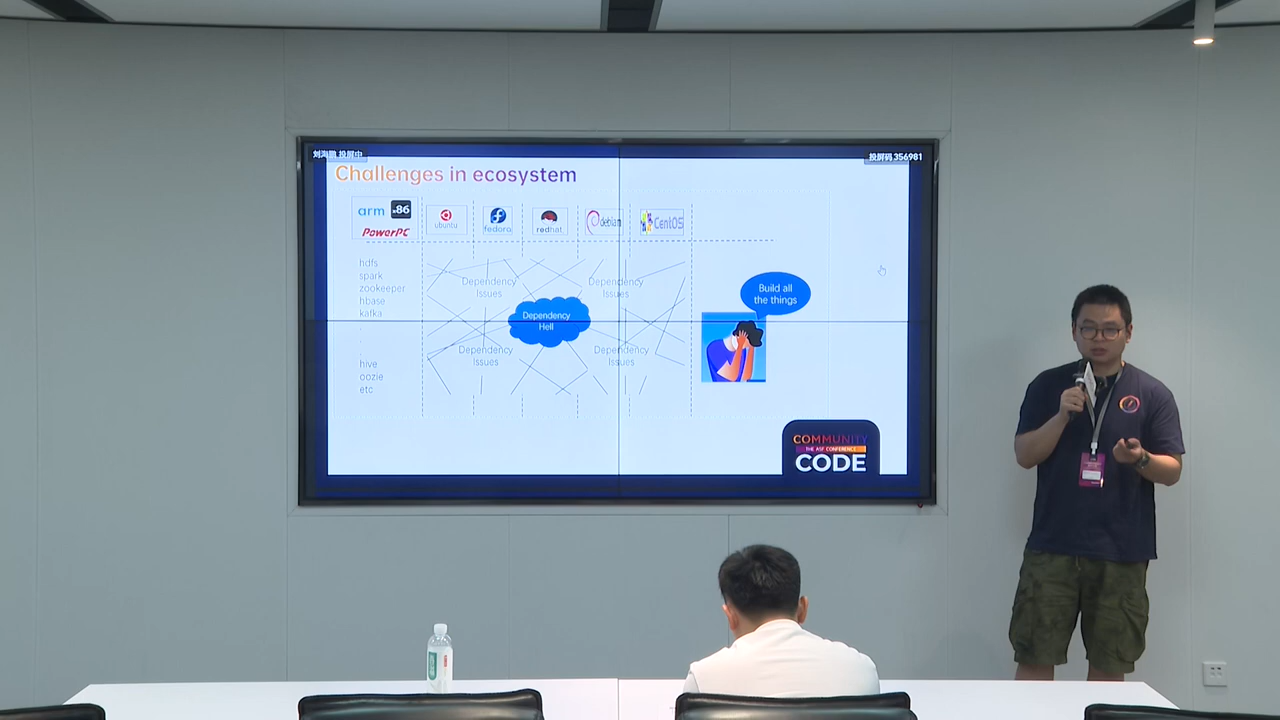 刘海鹏 投屏中
投屏码 356981
Challenges in ecosystem
arm x86
PowerPC
ubuntu
fedora
redhat
debian
CentOS
hdfs
spark
zookeeper
hbase
kafka
.
.
.
hive
oozie
etc
Dependency
Issues
Dependency
Issues
Dependency
Hell
Dependency
Issues
Dependency
Issues
Build all
the things
COMMUNITY
THE ASF CONFERENCE
CODE